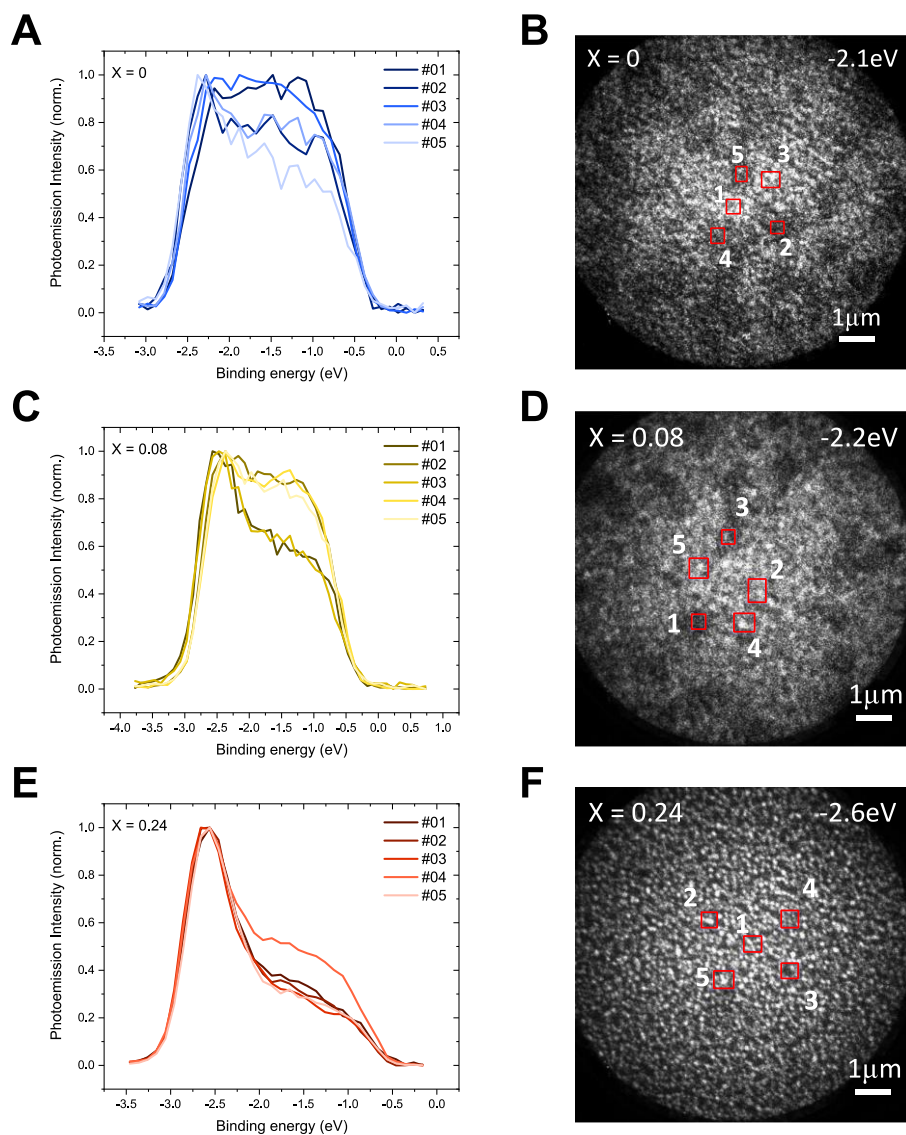 A
X = 0
#01
#02
#03
#04
#05
1.0
0.8
0.6
0.4
0.2
0.0
Photoemission Intensity (norm.)
-3.5 -3.0 -2.5 -2.0 -1.5 -1.0 -0.5 0.0 0.5
Binding energy (eV)
B
X = 0 -2.1eV
5 3
1
4 2
1μm
C
X = 0.08
#01
#02
#03
#04
#05
1.0
0.8
0.6
0.4
0.2
0.0
Photoemission Intensity (norm.)
-4.0 -3.5 -3.0 -2.5 -2.0 -1.5 -1.0 -0.5 0.0 0.5 1.0
Binding energy (eV)
D
X = 0.08 -2.2eV
3
5
2
1
4
1μm
E
X = 0.24
#01
#02
#03
#04
#05
1.0
0.8
0.6
0.4
0.2
0.0
Photoemission Intensity (norm.)
-3.5 -3.0 -2.5 -2.0 -1.5 -1.0 -0.5 0.0
Binding energy (eV)
F
X = 0.24 -2.6eV
2 4
1
5
3
1μm